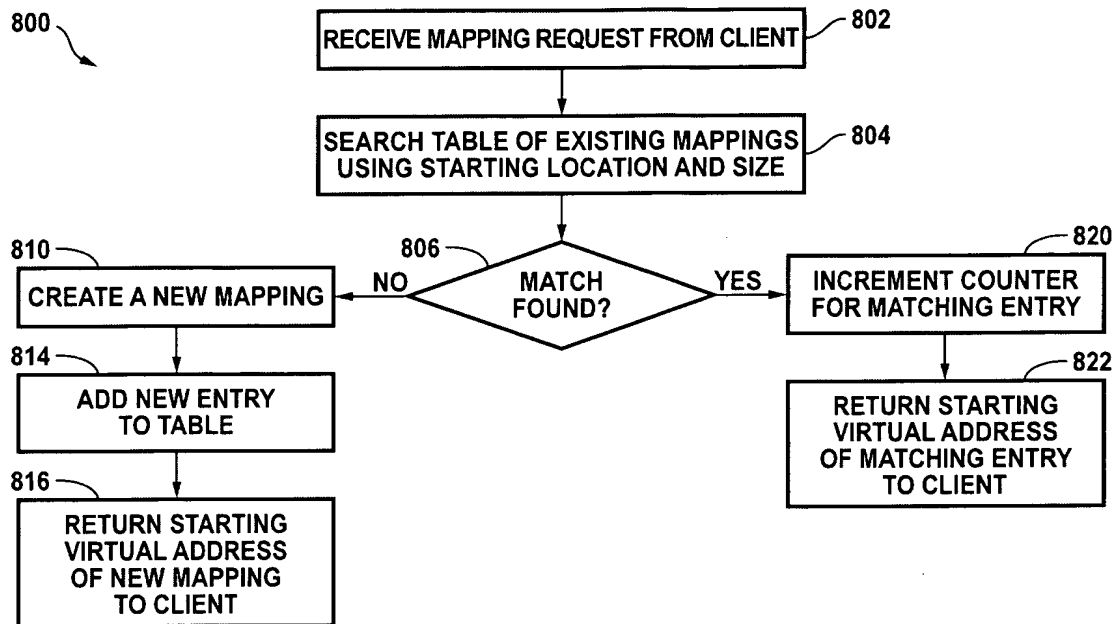 800
802
RECEIVE MAPPING REQUEST FROM CLIENT
804
SEARCH TABLE OF EXISTING MAPPINGS
USING STARTING LOCATION AND SIZE
806
MATCH
FOUND?
NO
YES
810
CREATE A NEW MAPPING
814
ADD NEW ENTRY
TO TABLE
816
RETURN STARTING
VIRTUAL ADDRESS
OF NEW MAPPING
TO CLIENT
820
INCREMENT COUNTER
FOR MATCHING ENTRY
822
RETURN STARTING
VIRTUAL ADDRESS
OF MATCHING ENTRY
TO CLIENT